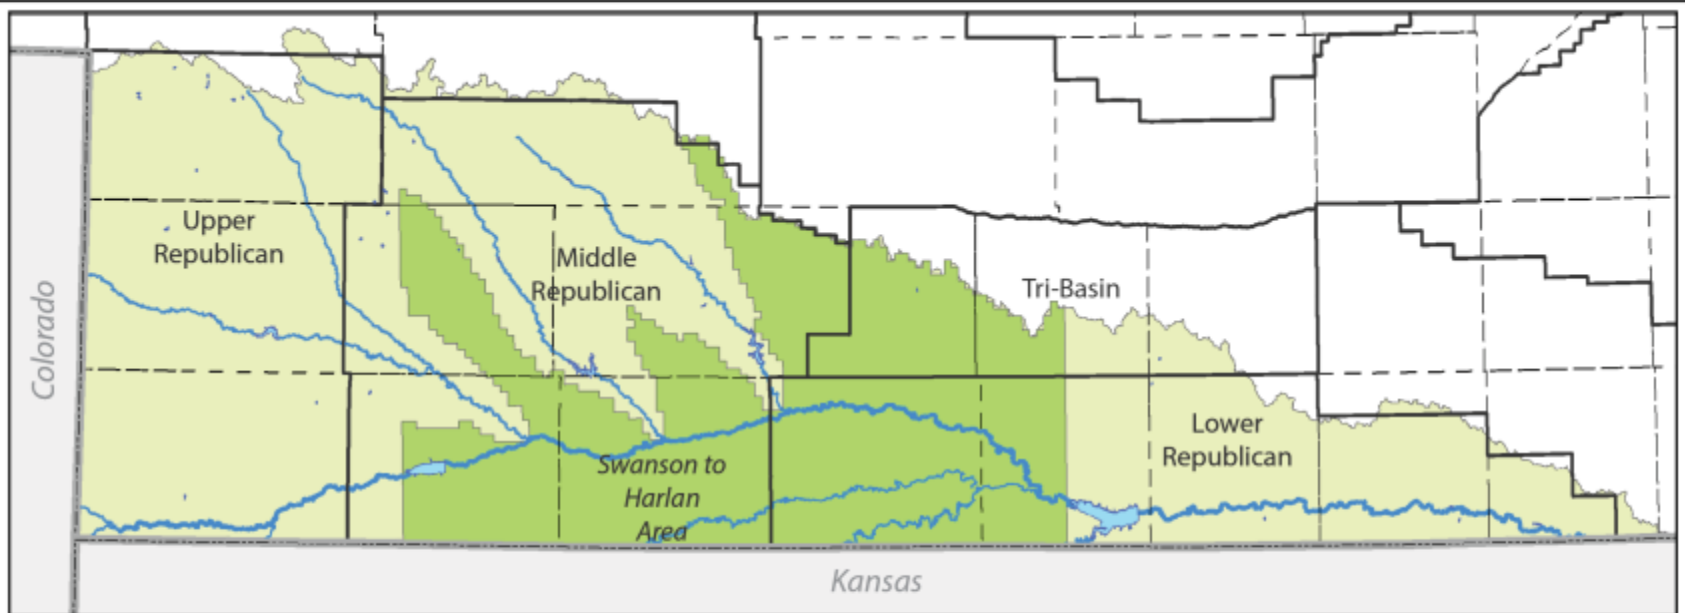 Upper
Republican
Middle
Republican
Tri-Basin
Colorado
Lower
Republican
Swanson to
Harlan
Area
Kansas